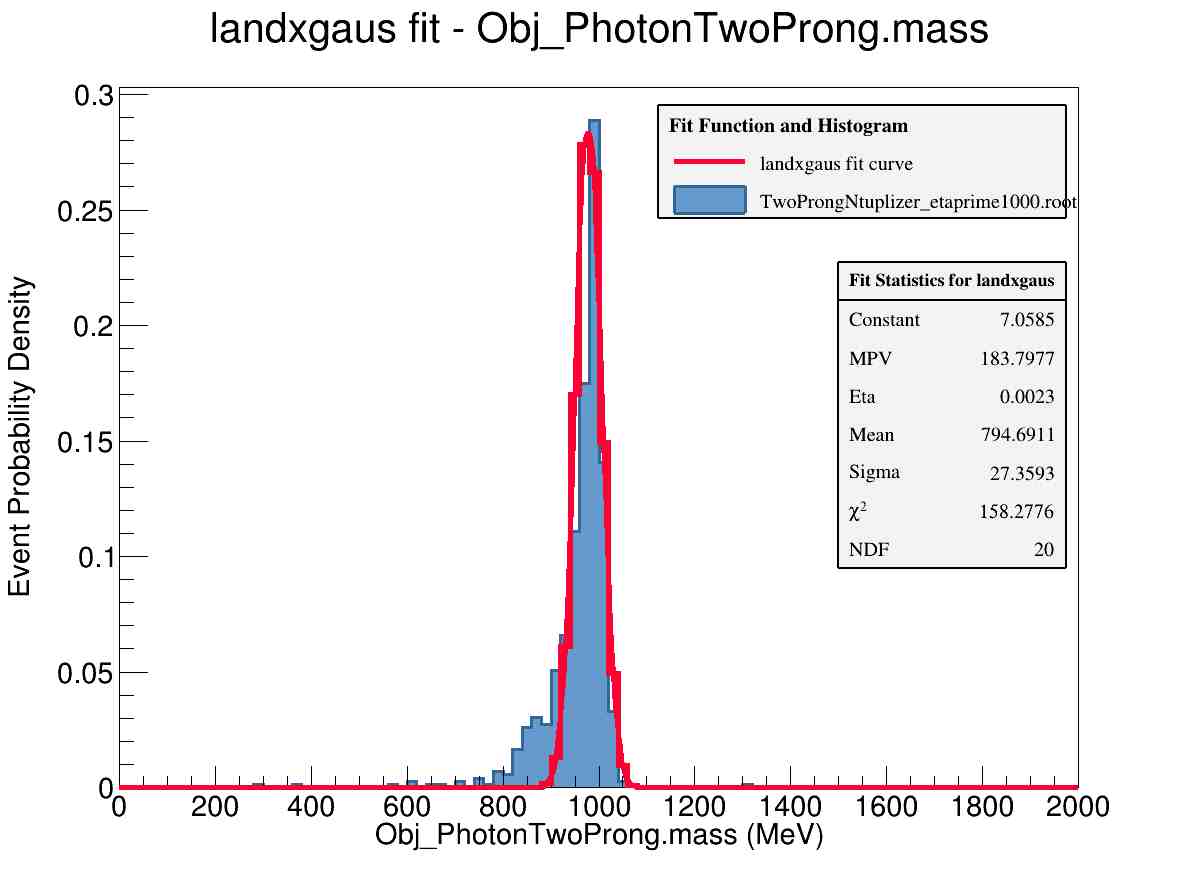 landxgaus fit - Obj_PhotonTwoProng.mass
Event Probability Density
0.3
0.25
0.2
0.15
0.1
0.05
0
0 200 400 600 800 1000 1200 1400 1600 1800 2000
Obj_PhotonTwoProng.mass (MeV)
Fit Function and Histogram
landxgaus fit curve
TwoProngNtuplizer_etaprime1000.root
Fit Statistics for landxgaus
Constant 7.0585
MPV 183.7977
Eta 0.0023
Mean 794.6911
Sigma 27.3593
χ² 158.2776
NDF 20